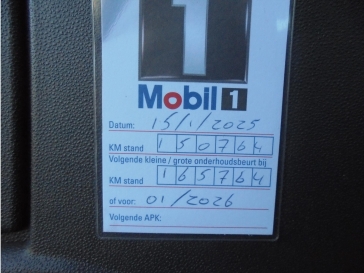 1
Mobil 1
Datum: 15/1/2025
KM stand 150764
Volgende kleine / grote onderhoudsbeurt bij
KM stand 165764
of voor: 01/2026
Volgende APK: